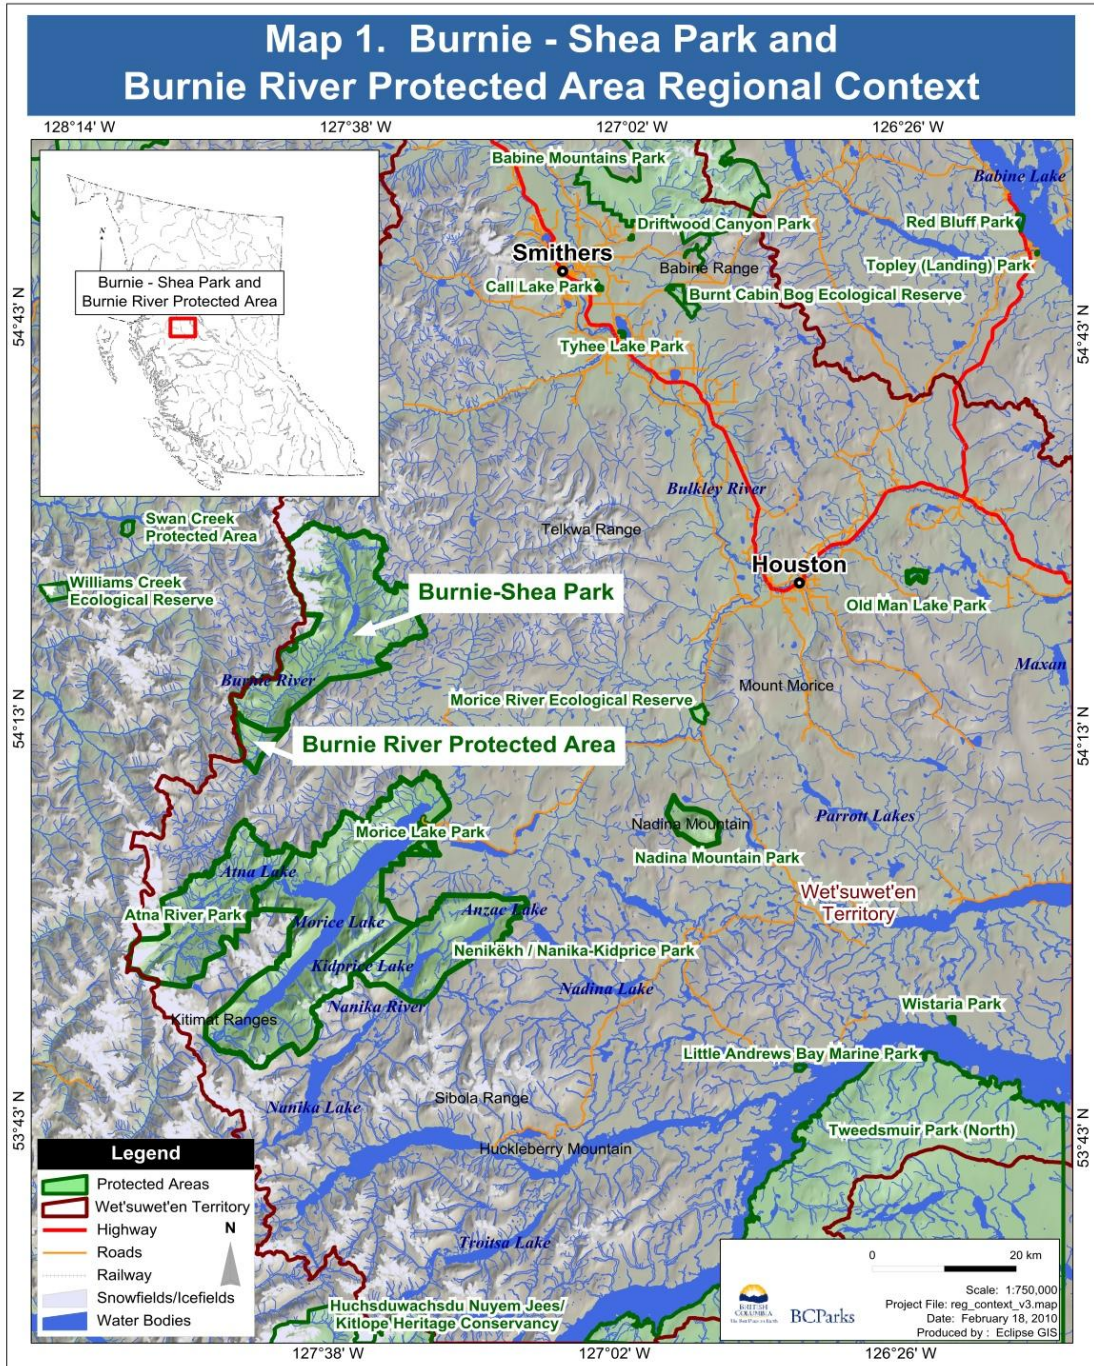 Map 1. Burnie - Shea Park and
Burnie River Protected Area Regional Context
128°14' W
127°38' W
127°02' W
126°26' W
Babine Mountains Park
Babine Lake
Driftwood Canyon Park
Red Bluff Park
Smithers
Babine Range
Topley (Landing) Park
N
Burnie - Shea Park and
Burnie River Protected Area
Call Lake Park
Burnt Cabin Bog Ecological Reserve
54°43' N
54°43' N
Tyhee Lake Park
Bulkley River
Swan Creek
Protected Area
Telkwa Range
Houston
Williams Creek
Ecological Reserve
Burnie-Shea Park
Old Man Lake Park
Burnie River
Maxan
Mount Morice
Morice River Ecological Reserve
54°13' N
54°13' N
Burnie River Protected Area
Morice Lake Park
Nadina Mountain
Parrott Lakes
Nadina Mountain Park
Atna Lake
Wet'suwet'en
Territory
Atna River Park
Morice Lake
Anzac Lake
Nenikëkh / Nanika-Kidprice Park
Kidprice Lake
Nadina Lake
Nanika River
Wistaria Park
Kitimat Ranges
Little Andrews Bay Marine Park
Sibola Range
Nanika Lake
53°43' N
53°43' N
Tweedsmuir Park (North)
Huckleberry Mountain
Legend
Protected Areas
Wet'suwet'en Territory
Highway
N
Roads
Railway
Snowfields/Icefields
Water Bodies
Troitsa Lake
Huchsduwachsdu Nuyem Jees/
Kitlope Heritage Conservancy
0
20 km
Scale: 1:750,000
Project File: reg_context_v3.map
Date: February 18, 2010
Produced by : Eclipse GIS
BRITISH
COLUMBIA
The Best Place on Earth
BCParks
127°38' W
127°02' W
126°26' W